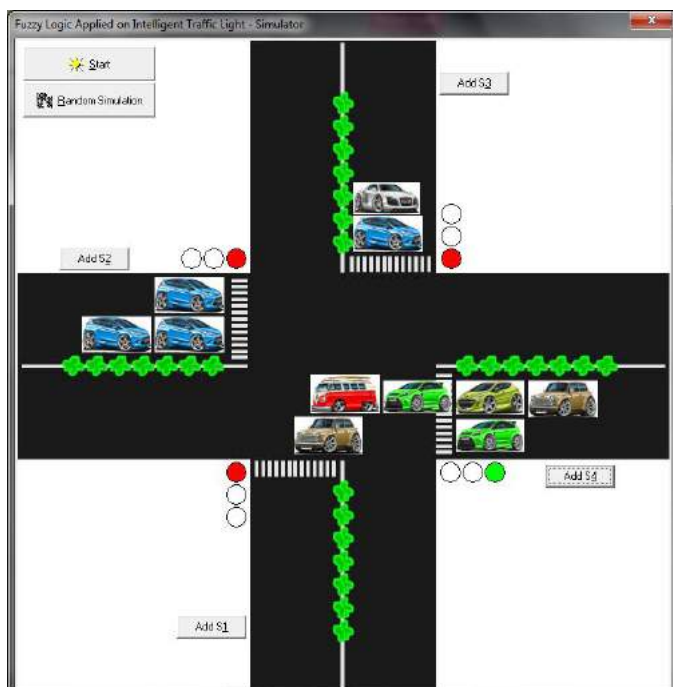 Fuzzy Logic Applied on Intelligent Traffic Light - Simulator
Start
Random Simulation
Add S3
Add S2
Add S4
Add S1